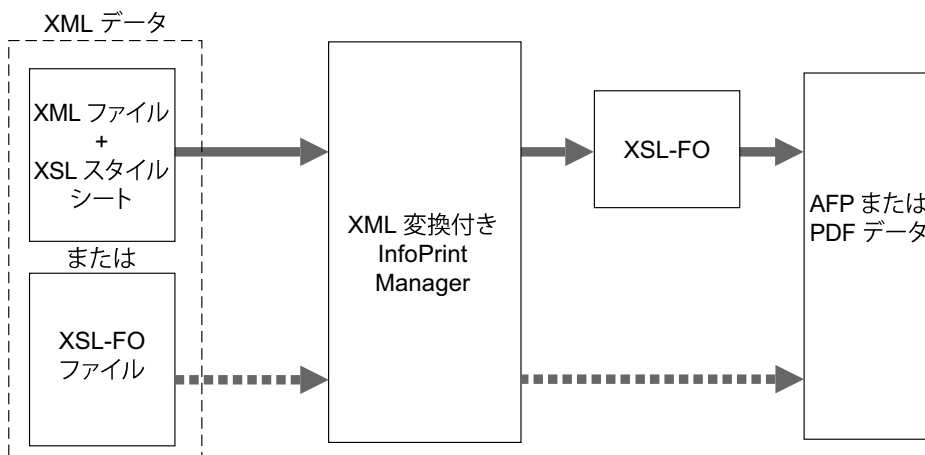 XML データ
XML ファイル
+
XSL スタイル
シート
または
XSL-FO
ファイル
XML 変換付き
InfoPrint
Manager
XSL-FO
AFP または
PDF データ